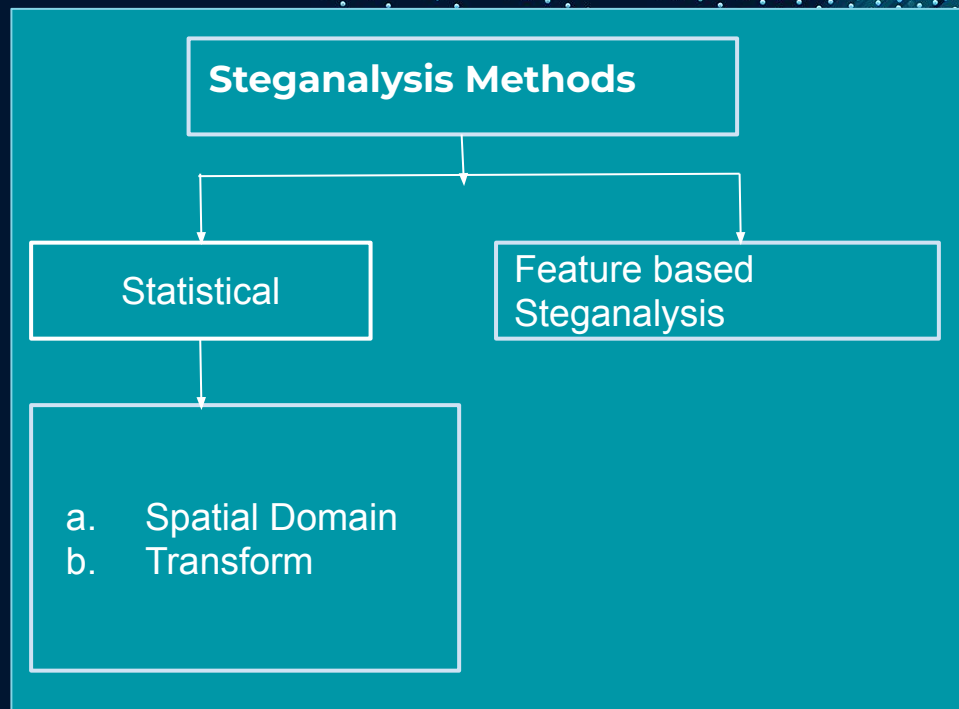 Steganalysis Methods
Statistical
Feature based
Steganalysis
a. Spatial Domain
b. Transform